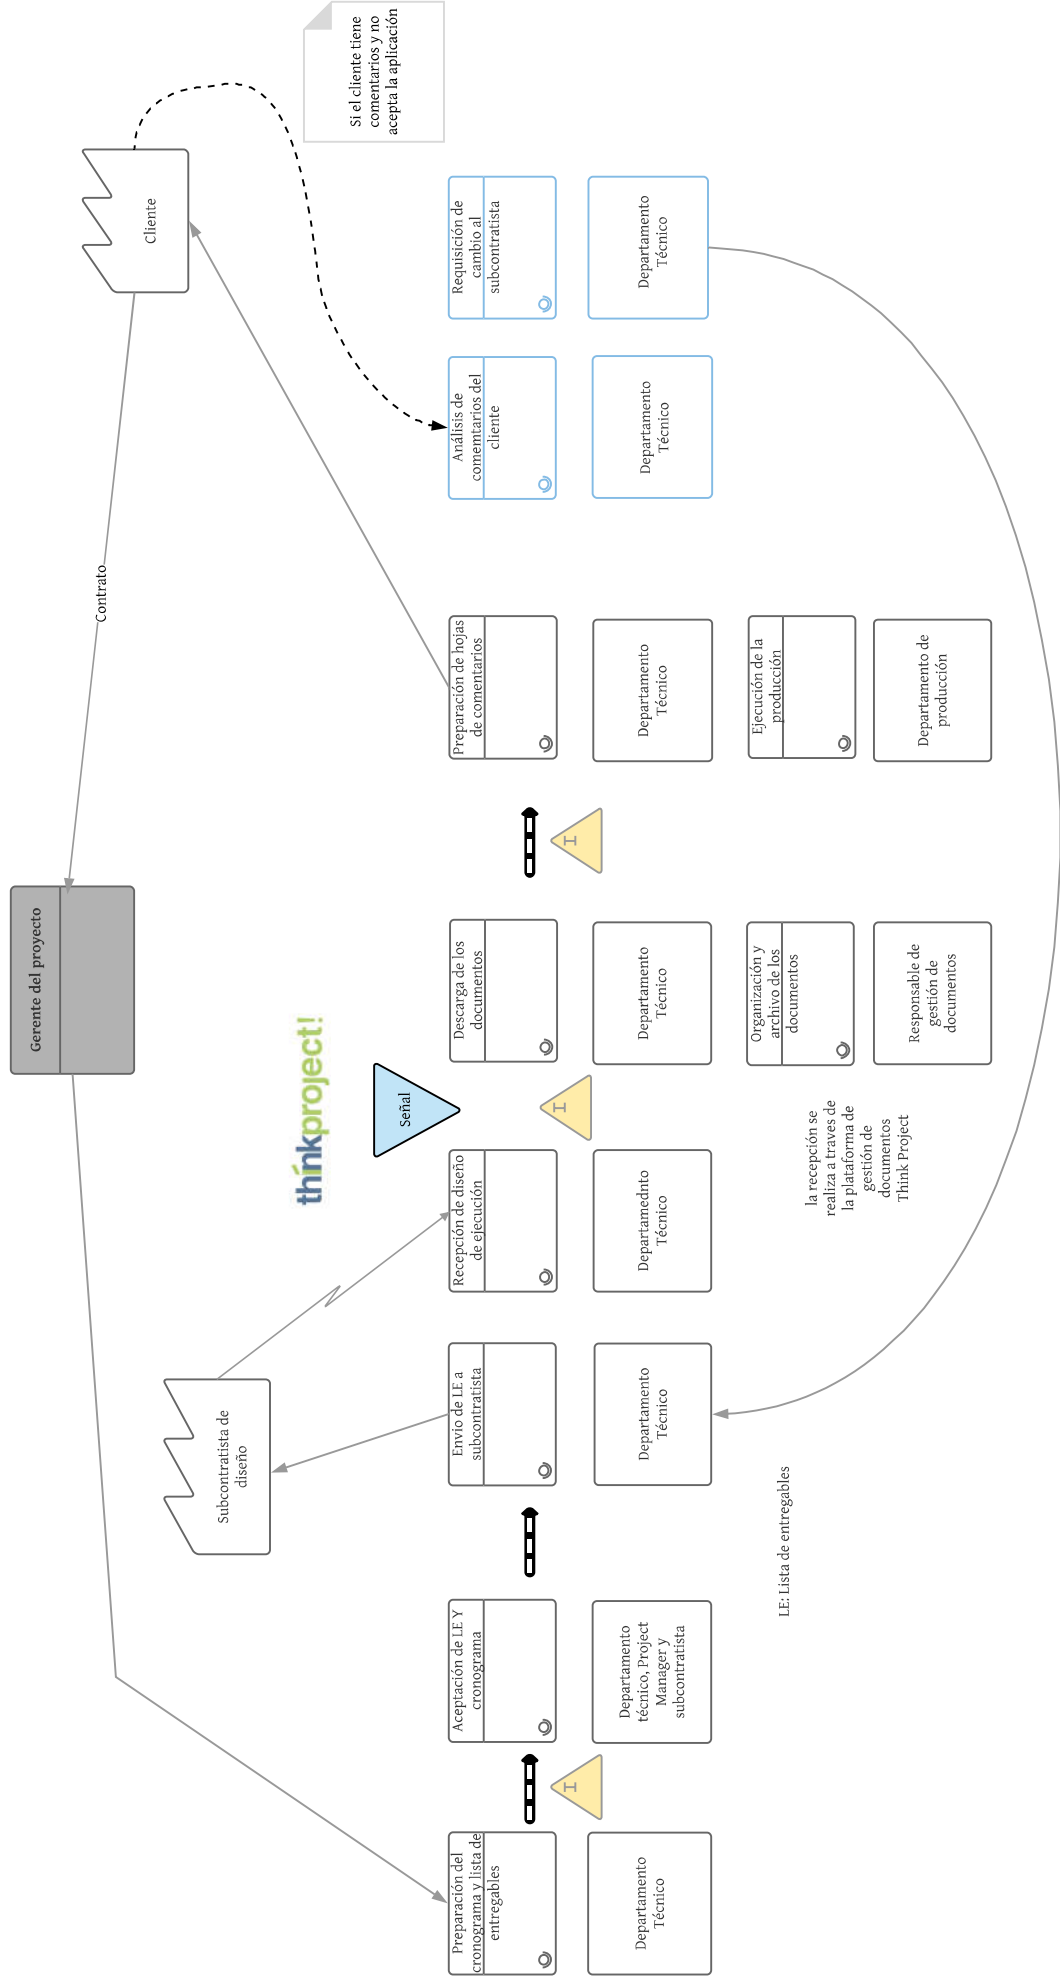 Gerente del proyecto
Contrato
Cliente
Si el cliente tiene
comentarios y no
acepta la aplicación
Subcontratista de
diseño
thinkproject!
Señal
Preparación del
cronograma y lista de
entregables
Aceptación de LE Y
cronograma
Envio de LE a
subcontratista
Recepción de diseño
de ejecución
Descarga de los
documentos
Preparación de hojas
de comentarios
Análisis de
comemtarios del
cliente
Requisición de
cambio al
subcontratista
I
I
I
Departamento
Técnico
Departamento
técnico, Project
Manager y
subcontratista
Departamento
Técnico
Departamednto
Técnico
Departamento
Técnico
Departamento
Técnico
Departamento
Técnico
Departamento
Técnico
LE: Lista de entregables
la recepción se
realiza a traves de
la plataforma de
gestión de
documentos
Think Project
Organización y
archivo de los
documentos
Ejecución de la
producción
Responsable de
gestión de
documentos
Departamento de
producción